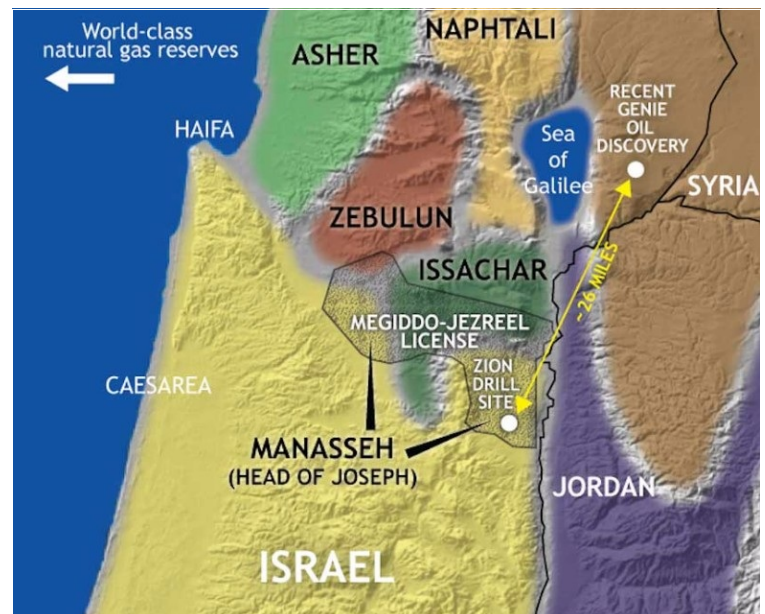 World-class
natural gas reserves
NAPHTALI
ASHER
RECENT
GENIE
OIL
DISCOVERY
HAIFA
Sea
of
Galilee
SYRIA
ZEBULUN
ISSACHAR
~26 MILES
MEGIDDO-JEZREEL
LICENSE
ZION
DRILL
SITE
CAESAREA
MANASSEH
(HEAD OF JOSEPH)
JORDAN
ISRAEL